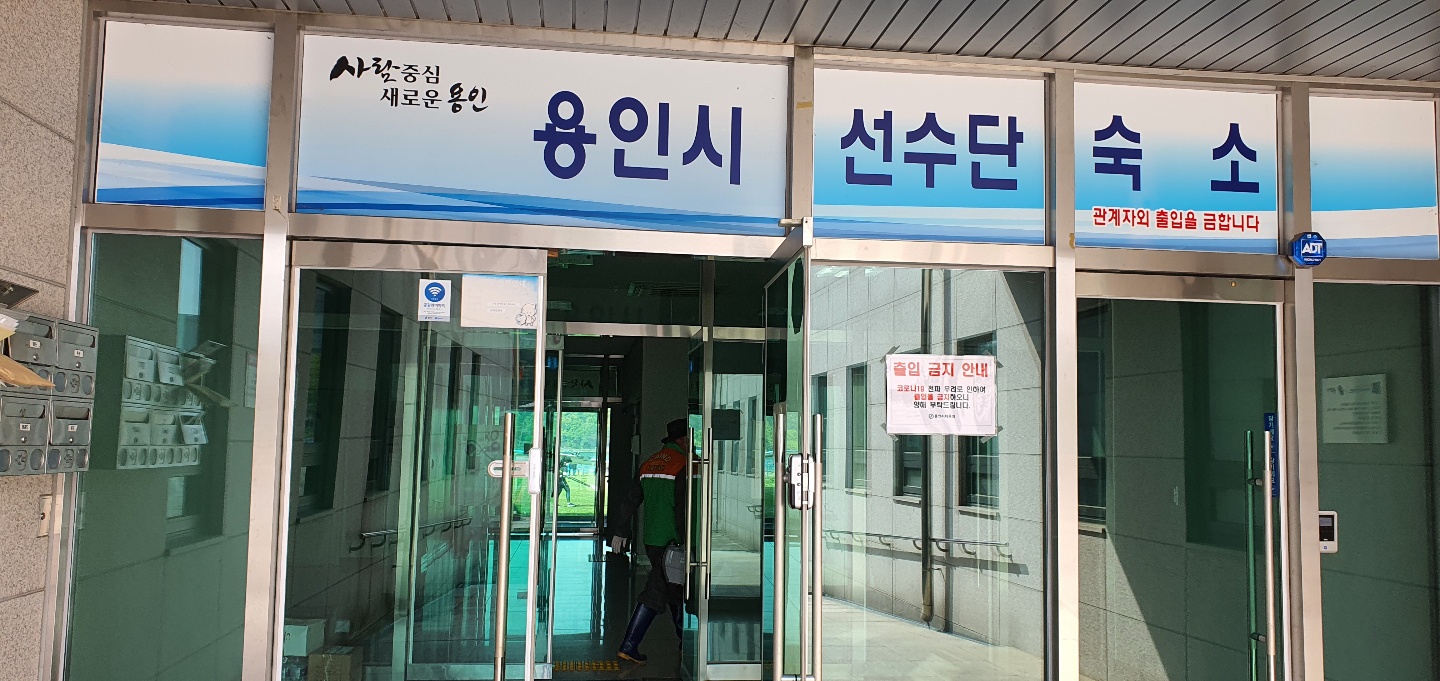 사람중심
새로운 용인
용인시 선수단 숙 소
관계자외 출입을 금합니다
ADT
출입 금지 안내
코로나19 전파 우려로 인하여
출입을 금지하오니
양해 부탁드립니다.